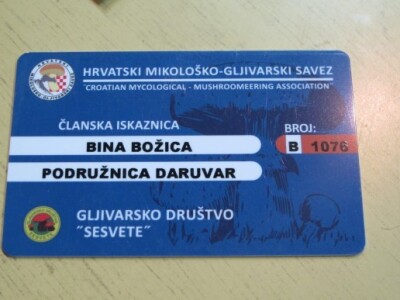 HRVATSKI MIKOLOŠKO-GLJIVARSKI SAVEZ
"CROATIAN MYCOLOGICAL - MUSHROOMEERING ASSOCIATION"
ČLANSKA ISKAZNICA
BROJ:
BINA BOŽICA
B 1076
PODRUŽNICA DARUVAR
GLJIVARSKO DRUŠTVO
"SESVETE"